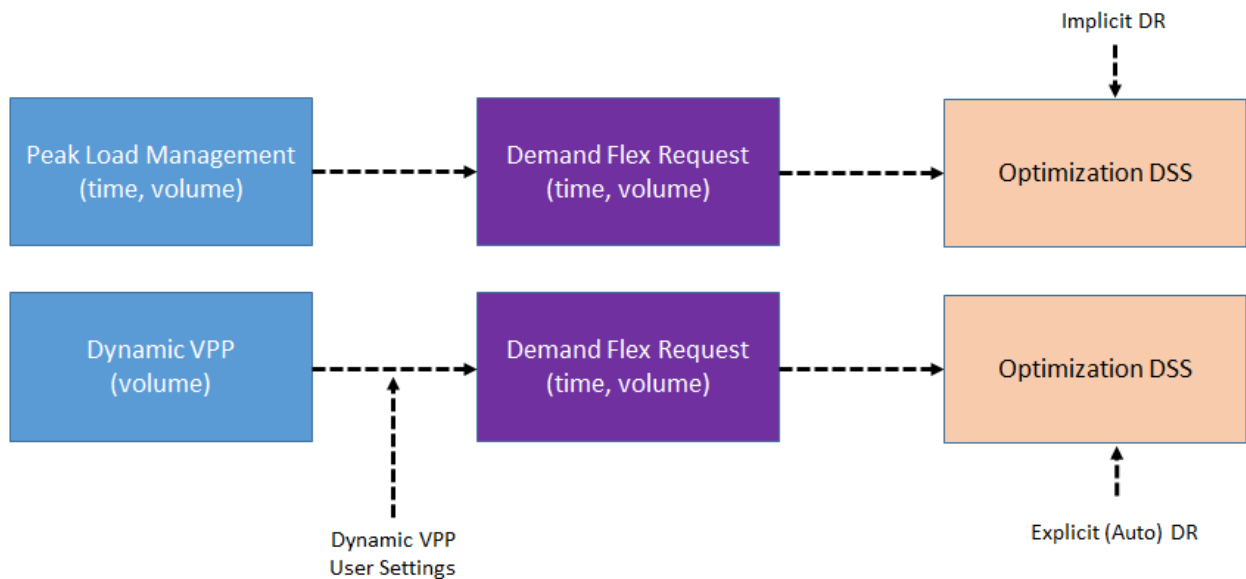 Implicit DR
Peak Load Management
(time, volume)
Demand Flex Request
(time, volume)
Optimization DSS
Dynamic VPP
(volume)
Demand Flex Request
(time, volume)
Optimization DSS
Dynamic VPP
User Settings
Explicit (Auto) DR